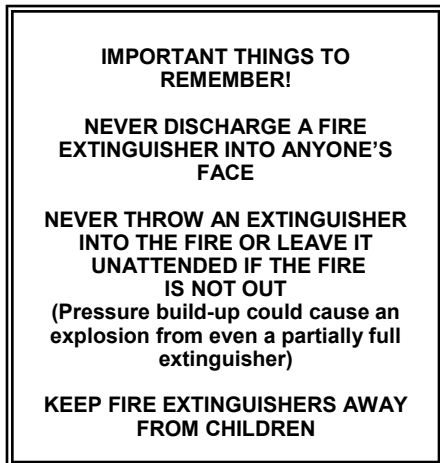 IMPORTANT THINGS TO
REMEMBER!
NEVER DISCHARGE A FIRE
EXTINGUISHER INTO ANYONE’S
FACE
NEVER THROW AN EXTINGUISHER
INTO THE FIRE OR LEAVE IT
UNATTENDED IF THE FIRE
IS NOT OUT
(Pressure build-up could cause an
explosion from even a partially full
extinguisher)
KEEP FIRE EXTINGUISHERS AWAY
FROM CHILDREN